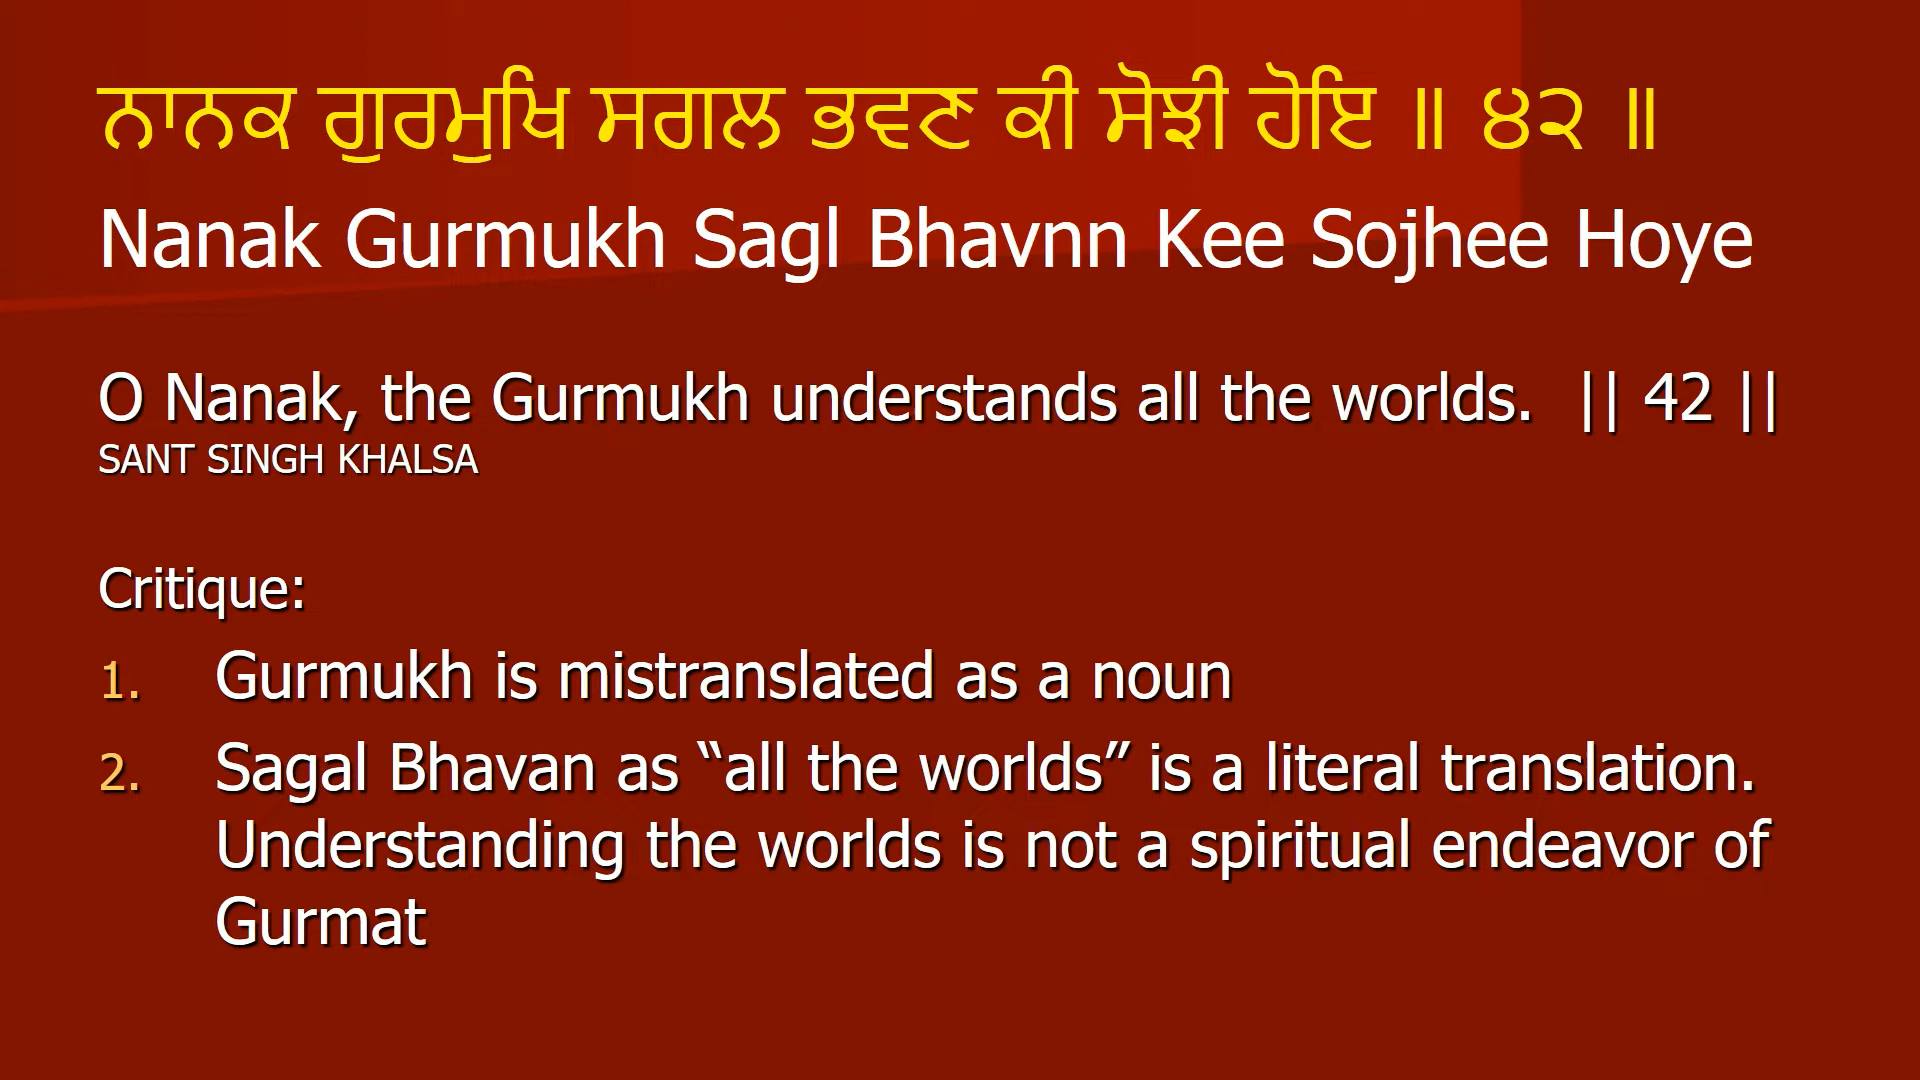 ਨਾਨਕ ਗੁਰਮੁਖਿ ਸਗਲ ਭਵਣ ਕੀ ਸੋਝੀ ਹੋਇ ॥ ੪੨ ॥
Nanak Gurmukh Sagl Bhavnn Kee Sojhee Hoye
O Nanak, the Gurmukh understands all the worlds. || 42 ||
SANT SINGH KHALSA
Critique:
1. Gurmukh is mistranslated as a noun
2. Sagal Bhavan as “all the worlds” is a literal translation.
Understanding the worlds is not a spiritual endeavor of
Gurmat